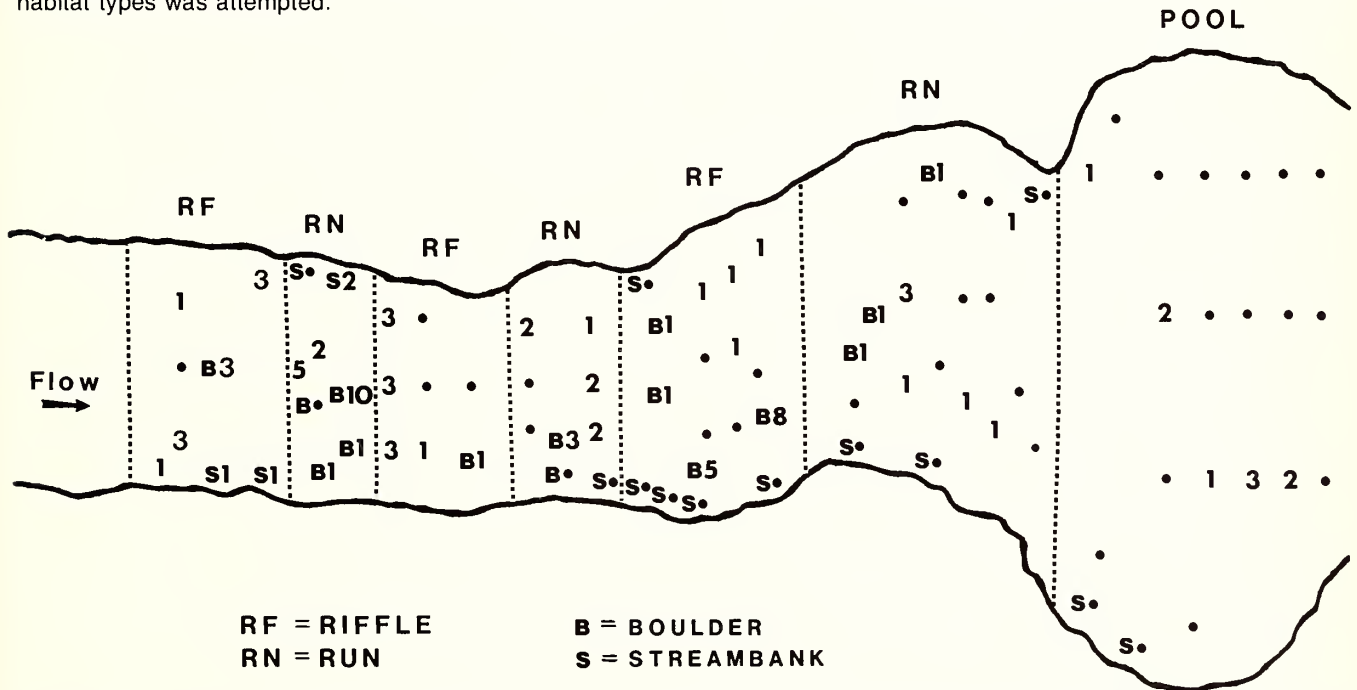 habitat types was attempted.
POOL
RN
RF
RF
RN
RN
RF
B1
S•
1
1
1
3
S•
S2
1
1
S•
1
1
3
B1
2
3
2
1
B1
1
B1
5
2
Flow
B3
B•
B10
3
2
B1
1
1
B8
1
3
B1
3
1
B1
B3
2
S•
S•
1
S1
S1
B1
B•
S•
S•
S•
S•
B5
S•
1
3
2
RF = RIFFLE
B = BOULDER
S•
RN = RUN
S = STREAMBANK
S•